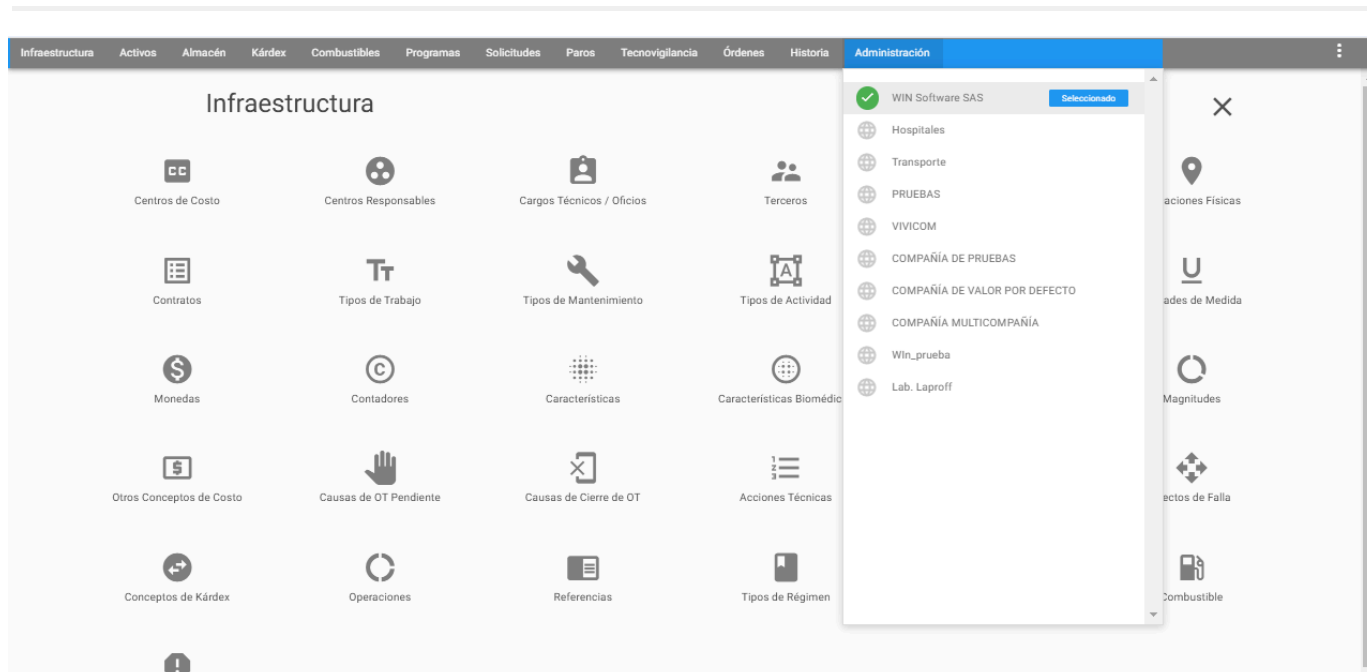 Infraestructura Activos Almacén Kárdex Combustibles Programas Solicitudes Paros Tecnovigilancia Órdenes Historia Administración
Infraestructura
WIN Software SAS Seleccionado
Hospitales
Transporte
PRUEBAS
VIVICOM
COMPAÑÍA DE PRUEBAS
COMPAÑÍA DE VALOR POR DEFECTO
COMPAÑÍA MULTICOMPAÑÍA
WIn_prueba
Lab. Laproff
CC
Centros de Costo Centros Responsables Cargos Técnicos / Oficios Terceros aciones Físicas
Contratos Tipos de Trabajo Tipos de Mantenimiento Tipos de Actividad ades de Medida
Monedas Contadores Características Características Biomédic Magnitudes
Otros Conceptos de Costo Causas de OT Pendiente Causas de Cierre de OT Acciones Técnicas ectos de Falla
Conceptos de Kárdex Operaciones Referencias Tipos de Régimen Combustible